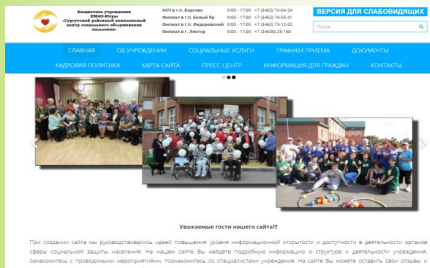 Бюджетное учреждение
ХМАО-Югры
«Сургутский районный комплексный
центр социального обслуживания
населения»
АУЧ в г.п. Барсово 9:00 - 17:00 +7 (3462) 74-04-24
Филиал в г.п. Белый Яр 9:00 - 17:00 +7 (3462) 74-55-01
Филиал в г.п. Федоровский 9:00 - 17:00 +7 (3462) 73-12-02
Филиал в г. Лянтор 9:00 - 17:00 +7 (34638) 25-160
ВЕРСИЯ ДЛЯ СЛАБОВИДЯЩИХ
Поиск...
ГЛАВНАЯ ОБ УЧРЕЖДЕНИИ СОЦИАЛЬНЫЕ УСЛУГИ ГРАФИКИ ПРИЕМА ДОКУМЕНТЫ
КАДРОВАЯ ПОЛИТИКА КАРТА САЙТА ПРЕСС-ЦЕНТР ИНФОРМАЦИЯ ДЛЯ ГРАЖДАН КОНТАКТЫ
Уважаемые гости нашего сайта!!!
При создании сайта мы руководствовались идеей повышения уровня информационной открытости и доступности в деятельности органов
сферы социальной защиты населения. На нашем сайте Вы найдете подробную информацию о структуре и деятельности учреждения,
ознакомитесь с проводимыми мероприятиями, познакомитесь со специалистами учреждения. На сайте Вы можете оставить свои отзывы и